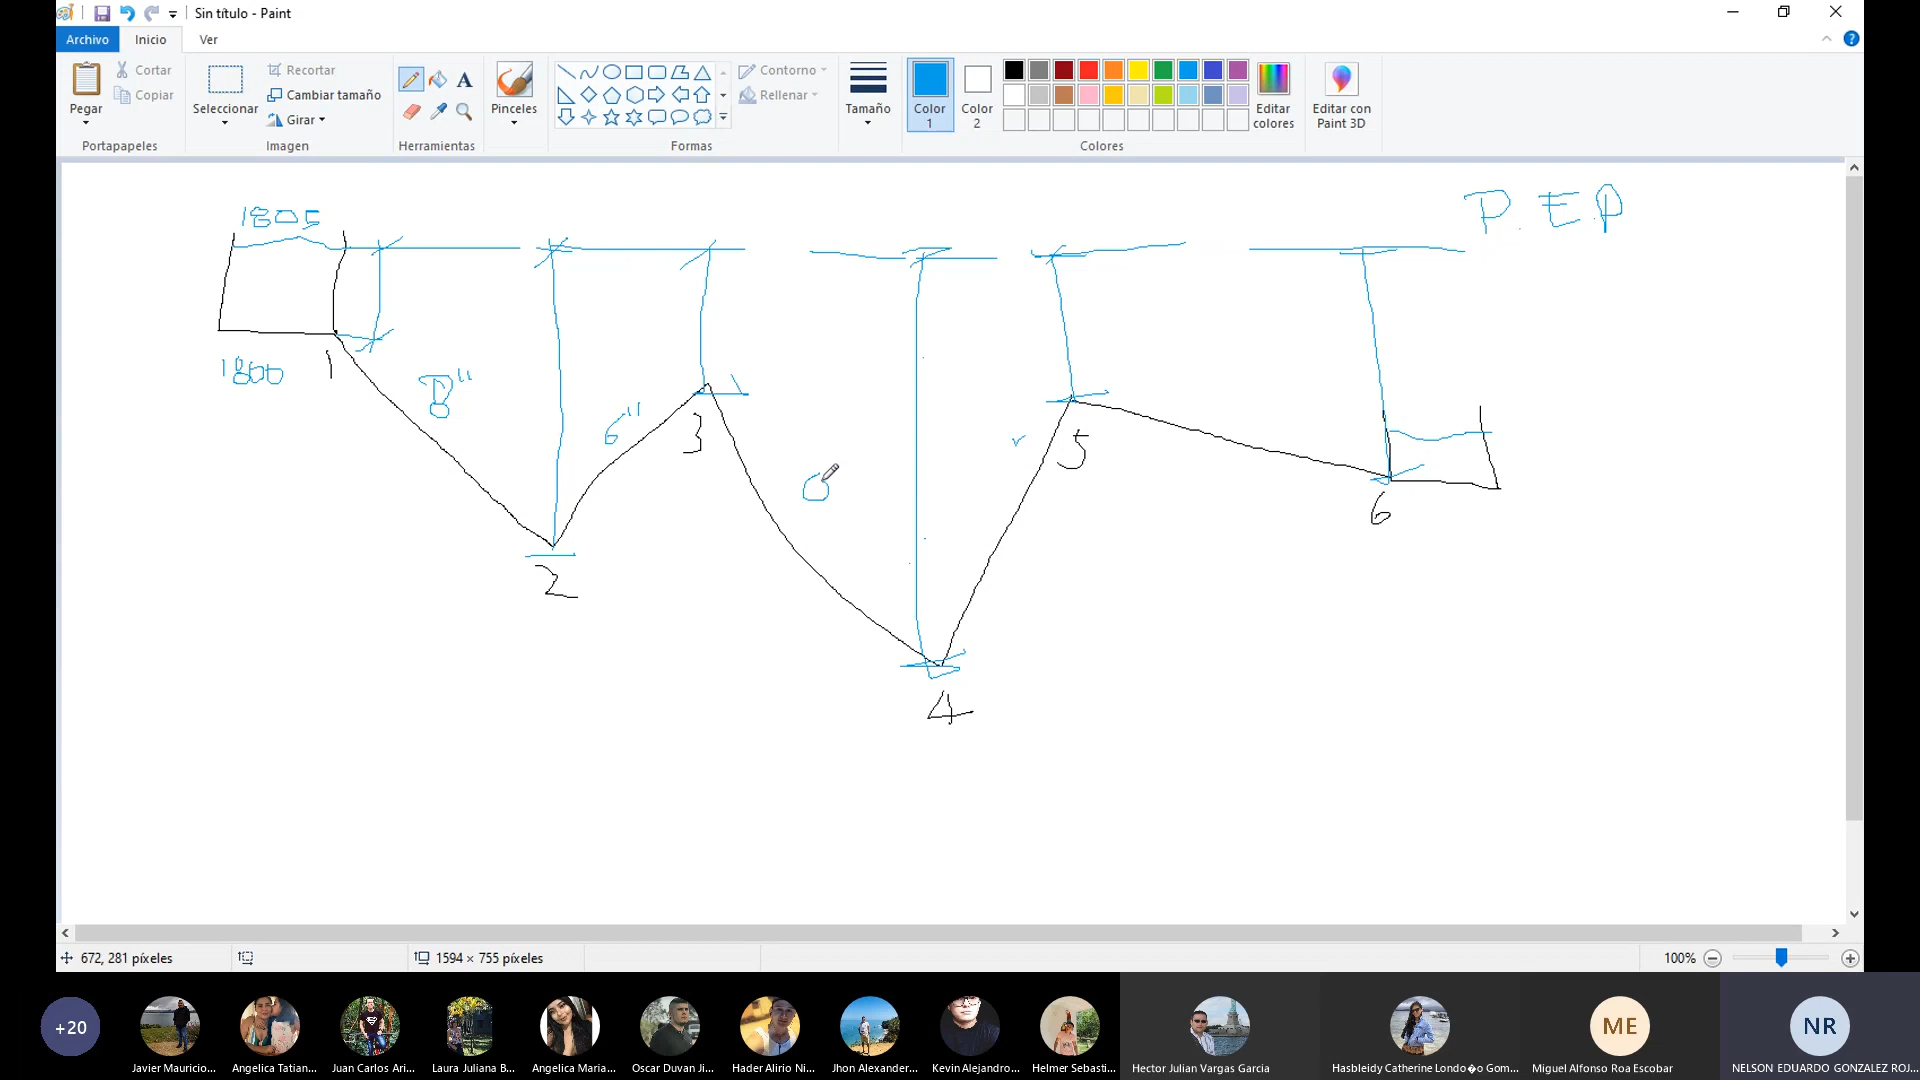 Sin título - Paint
Archivo Inicio Ver
Pegar
Cortar
Copiar
Portapapeles
Seleccionar
Recortar
Cambiar tamaño
Girar
Imagen
A
Herramientas
Pinceles
Contorno
Rellenar
Formas
Tamaño
Color 1
Color 2
Editar colores
Editar con Paint 3D
Colores
P.E.P
1805
1800
1
8"
6"
3
5
6
2
4
672, 281 píxeles
1594 × 755 píxeles
100%
+20
Javier Mauricio...
Angelica Tatian...
Juan Carlos Ari...
Laura Juliana B...
Angelica Maria...
Oscar Duvan Ji...
Hader Alirio Ni...
Jhon Alexander...
Kevin Alejandro...
Helmer Sebasti...
Hector Julian Vargas Garcia
Hasbleidy Catherine Londo�o Gom...
ME
Miguel Alfonso Roa Escobar
NR
NELSON EDUARDO GONZALEZ ROJ...